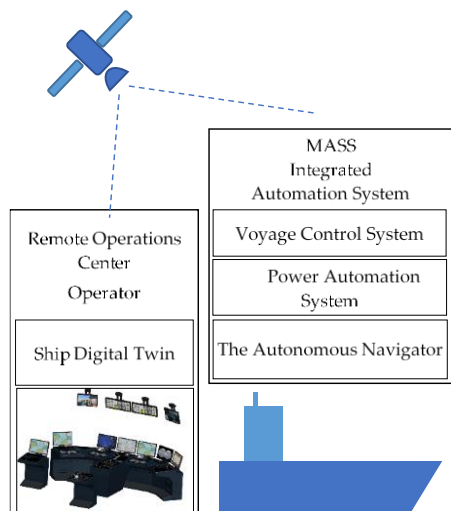 MASS
Integrated
Automation System
Voyage Control System
Power Automation
System
The Autonomous Navigator
Remote Operations
Center
Operator
Ship Digital Twin